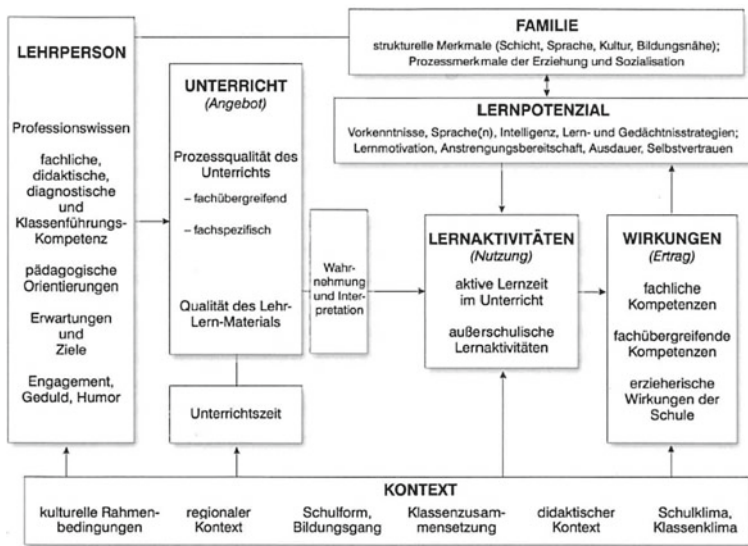 LEHRPERSON
Professionswissen
fachliche,
didaktische,
diagnostische
und
Klassenführungs-
Kompetenz
pädagogische
Orientierungen
Erwartungen
und
Ziele
Engagement,
Geduld, Humor
FAMILIE
strukturelle Merkmale (Schicht, Sprache, Kultur, Bildungsnähe);
Prozessmerkmale der Erziehung und Sozialisation
LERNPOTENZIAL
Vorkenntnisse, Sprache(n), Intelligenz, Lern- und Gedächtnisstrategien;
Lernmotivation, Anstrengungsbereitschaft, Ausdauer, Selbstvertrauen
UNTERRICHT
(Angebot)
Prozessqualität des
Unterrichts
– fachübergreifend
– fachspezifisch
Qualität des Lehr-
Lern-Materials
Unterrichtszeit
Wahr-
nehmung
und Inter-
pretation
LERNAKTIVITÄTEN
(Nutzung)
aktive Lernzeit
im Unterricht
außerschulische
Lernaktivitäten
WIRKUNGEN
(Ertrag)
fachliche
Kompetenzen
fachübergreifende
Kompetenzen
erzieherische
Wirkungen der
Schule
KONTEXT
kulturelle Rahmen-
bedingungen
regionaler
Kontext
Schulform,
Bildungsgang
Klassenzusam-
mensetzung
didaktischer
Kontext
Schulklima,
Klassenklima